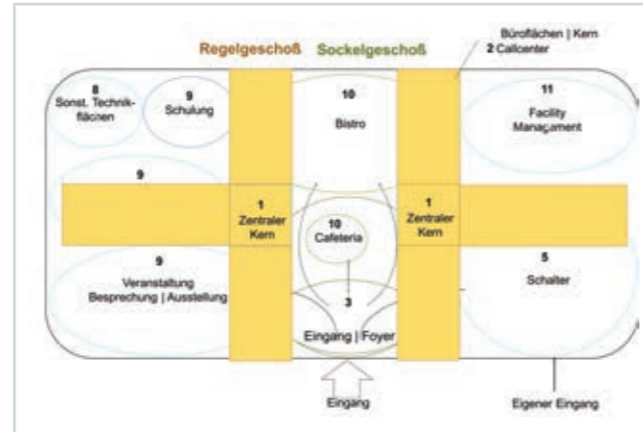 Regelgeschoß Sockelgeschoß
Büroflächen | Kern
2 Callcenter
8
Sonst. Technik-
flächen
9
Schulung
10
Bistro
11
Facility
Management
9
1
Zentraler
Kern
10
Cafeteria
1
Zentraler
Kern
9
Veranstaltung
Besprechung | Ausstellung
3
Eingang | Foyer
5
Schalter
Eingang
Eigener Eingang